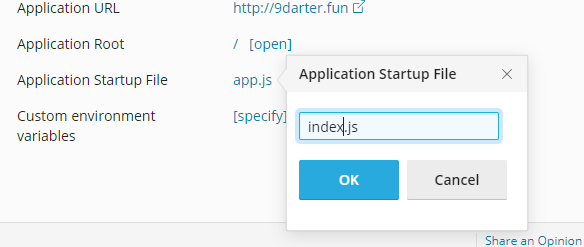 Application URL http://9darter.fun
Application Root / [open]
Application Startup File app.js
Custom environment variables [specify]
Application Startup File
index.js
OK Cancel
Share an Opinion